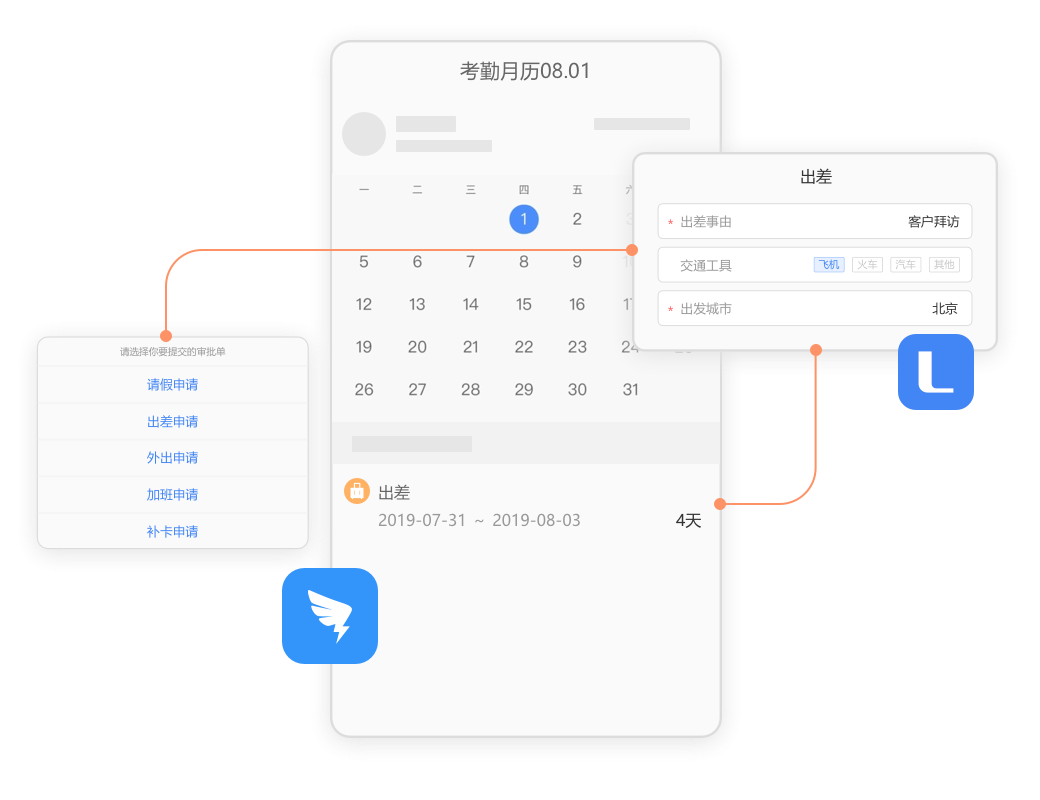 考勤月历08.01
一 二 三 四 五
1 2
5 6 7 8 9
12 13 14 15 16
19 20 21 22 23 24
26 27 28 29 30 31
出差
2019-07-31 ~ 2019-08-03 4天
出差
* 出差事由 客户拜访
交通工具 飞机 火车 汽车 其他
* 出发城市 北京
请选择你要提交的审批单
请假申请
出差申请
外出申请
加班申请
补卡申请